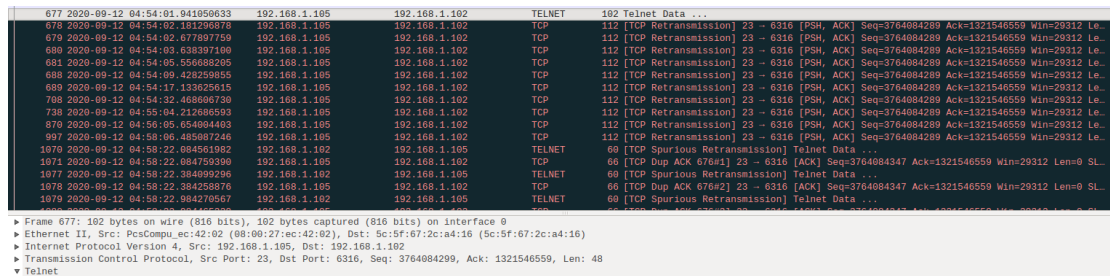 677 2020-09-12 04:54:01.941050633 192.168.1.105 192.168.1.102 TELNET 102 Telnet Data ...
678 2020-09-12 04:54:02.181296878 192.168.1.105 192.168.1.102 TCP 112 [TCP Retransmission] 23 → 6316 [PSH, ACK] Seq=3764084289 Ack=1321546559 Win=29312 Le…
679 2020-09-12 04:54:02.677897759 192.168.1.105 192.168.1.102 TCP 112 [TCP Retransmission] 23 → 6316 [PSH, ACK] Seq=3764084289 Ack=1321546559 Win=29312 Le…
680 2020-09-12 04:54:03.638397100 192.168.1.105 192.168.1.102 TCP 112 [TCP Retransmission] 23 → 6316 [PSH, ACK] Seq=3764084289 Ack=1321546559 Win=29312 Le…
681 2020-09-12 04:54:05.556688205 192.168.1.105 192.168.1.102 TCP 112 [TCP Retransmission] 23 → 6316 [PSH, ACK] Seq=3764084289 Ack=1321546559 Win=29312 Le…
688 2020-09-12 04:54:09.428259855 192.168.1.105 192.168.1.102 TCP 112 [TCP Retransmission] 23 → 6316 [PSH, ACK] Seq=3764084289 Ack=1321546559 Win=29312 Le…
689 2020-09-12 04:54:17.133625615 192.168.1.105 192.168.1.102 TCP 112 [TCP Retransmission] 23 → 6316 [PSH, ACK] Seq=3764084289 Ack=1321546559 Win=29312 Le…
708 2020-09-12 04:54:32.468606730 192.168.1.105 192.168.1.102 TCP 112 [TCP Retransmission] 23 → 6316 [PSH, ACK] Seq=3764084289 Ack=1321546559 Win=29312 Le…
738 2020-09-12 04:55:04.212686593 192.168.1.105 192.168.1.102 TCP 112 [TCP Retransmission] 23 → 6316 [PSH, ACK] Seq=3764084289 Ack=1321546559 Win=29312 Le…
870 2020-09-12 04:56:05.654004403 192.168.1.105 192.168.1.102 TCP 112 [TCP Retransmission] 23 → 6316 [PSH, ACK] Seq=3764084289 Ack=1321546559 Win=29312 Le…
997 2020-09-12 04:58:06.485087246 192.168.1.105 192.168.1.102 TCP 112 [TCP Retransmission] 23 → 6316 [PSH, ACK] Seq=3764084289 Ack=1321546559 Win=29312 Le…
1070 2020-09-12 04:58:22.084561982 192.168.1.102 192.168.1.105 TELNET 60 [TCP Spurious Retransmission] Telnet Data ...
1071 2020-09-12 04:58:22.084759390 192.168.1.105 192.168.1.102 TCP 66 [TCP Dup ACK 676#1] 23 → 6316 [ACK] Seq=3764084347 Ack=1321546559 Win=29312 Len=0 SL…
1077 2020-09-12 04:58:22.384099296 192.168.1.102 192.168.1.105 TELNET 60 [TCP Spurious Retransmission] Telnet Data ...
1078 2020-09-12 04:58:22.384258876 192.168.1.105 192.168.1.102 TCP 66 [TCP Dup ACK 676#2] 23 → 6316 [ACK] Seq=3764084347 Ack=1321546559 Win=29312 Len=0 SL…
1079 2020-09-12 04:58:22.984270567 192.168.1.102 192.168.1.105 TELNET 60 [TCP Spurious Retransmission] Telnet Data ...
Frame 677: 102 bytes on wire (816 bits), 102 bytes captured (816 bits) on interface 0
Ethernet II, Src: PcsCompu_ec:42:02 (08:00:27:ec:42:02), Dst: 5c:5f:67:2c:a4:16 (5c:5f:67:2c:a4:16)
Internet Protocol Version 4, Src: 192.168.1.105, Dst: 192.168.1.102
Transmission Control Protocol, Src Port: 23, Dst Port: 6316, Seq: 3764084299, Ack: 1321546559, Len: 48
Telnet